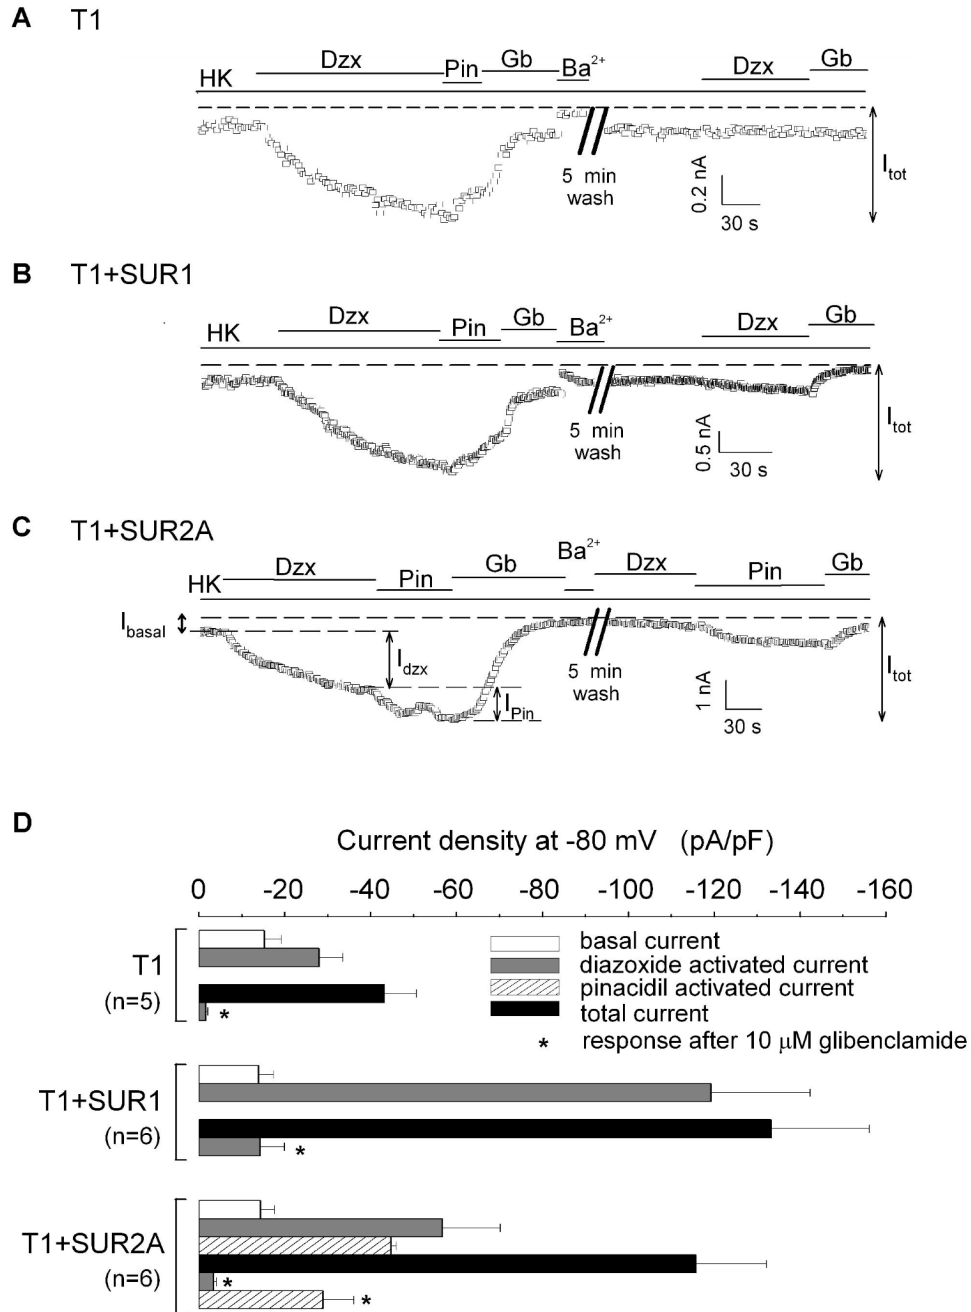 A T1
Dzx Pin Gb Ba²⁺ Dzx Gb
HK
5 min
wash
0.2 nA
30 s
Itot
B T1+SUR1
Dzx Pin Gb Ba²⁺ Dzx Gb
HK
5 min
wash
0.5 nA
30 s
Itot
C T1+SUR2A
Dzx Pin Gb Ba²⁺ Dzx Pin Gb
HK
Ibasal
Idzx
IPin
5 min
wash
1 nA
30 s
Itot
D
Current density at -80 mV (pA/pF)
0 -20 -40 -60 -80 -100 -120 -140 -160
T1
(n=5)
*
basal current
diazoxide activated current
pinacidil activated current
total current
* response after 10 μM glibenclamide
T1+SUR1
(n=6)
*
T1+SUR2A
(n=6)
*
*